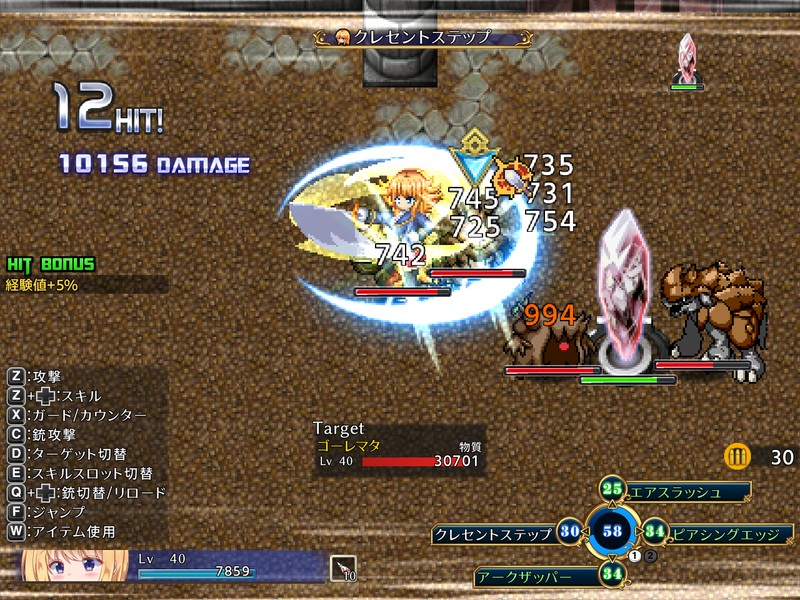 クレセントステップ
12 HIT!
10156 DAMAGE
735
745
731
725
754
742
HIT BONUS
経験値+5%
994
Z:攻撃
Z+:スキル
X:ガード/カウンター
C:銃攻撃
D:ターゲット切替
E:スキルスロット切替
Q+:銃切替/リロード
F:ジャンプ
W:アイテム使用
Target
ゴーレマタ 物質
Lv 40 30701
30
25 エアスラッシュ
クレセントステップ 30 58 34 ピアシングエッジ
1 2
アークザッパー 34
Lv 40
7859
10